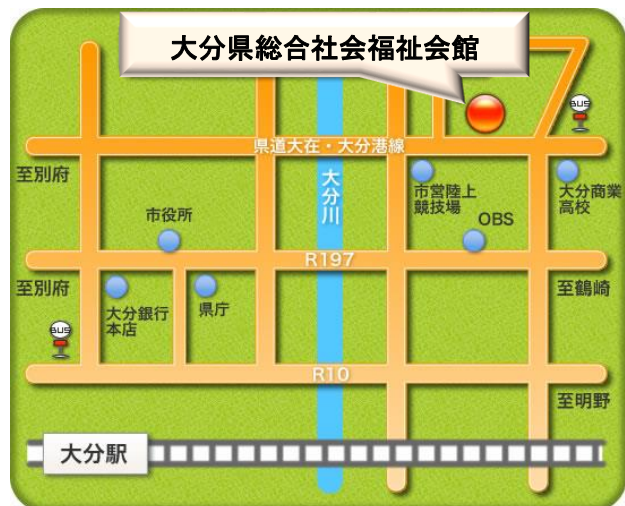 大分県総合社会福祉会館
BUS
県道大在・大分港線
至別府
大分川
市営陸上
競技場
大分商業
高校
市役所
OBS
R197
至別府
大分銀行
本店
県庁
至鶴崎
BUS
R10
至明野
大分駅